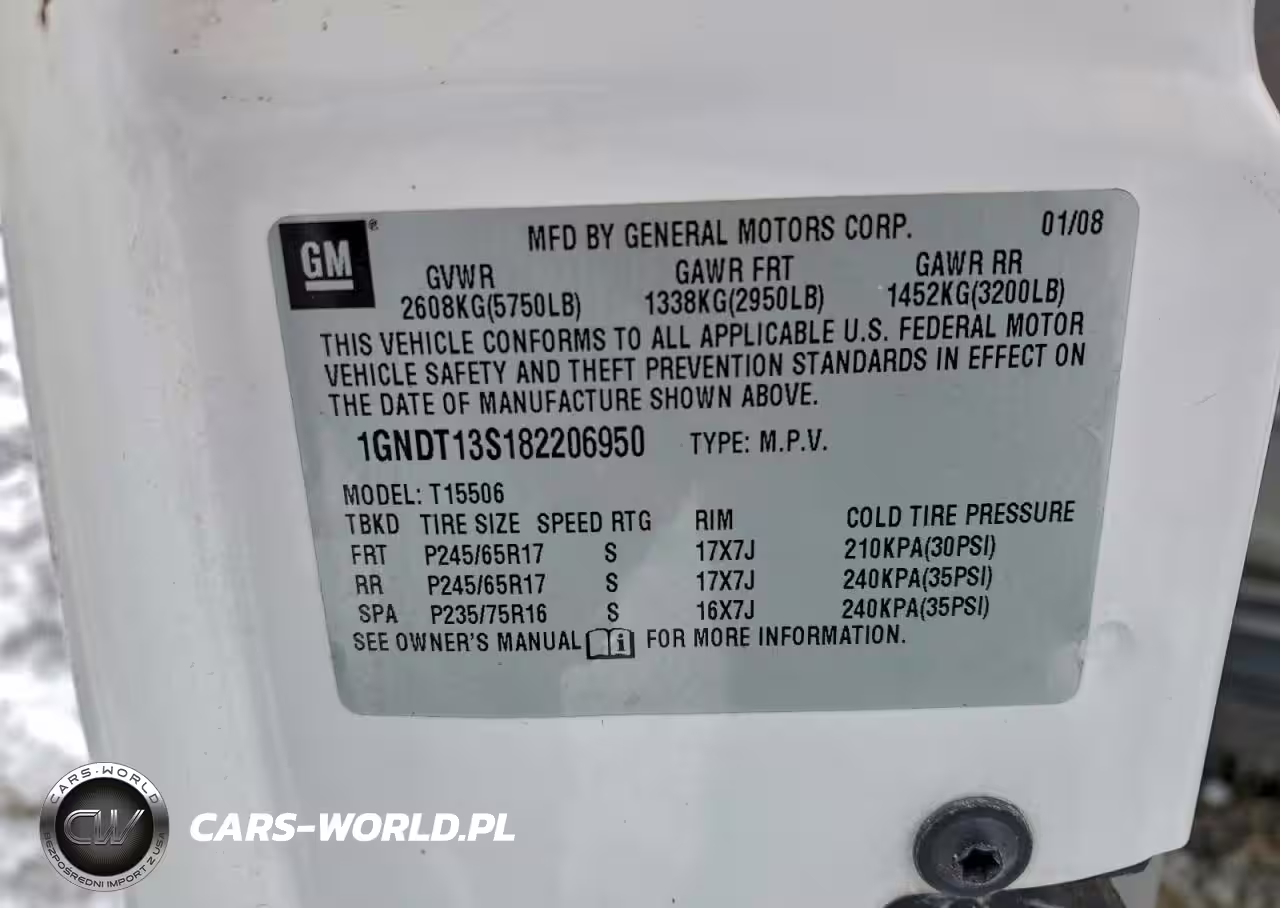 GM®
MFD BY GENERAL MOTORS CORP. 01/08
GVWR GAWR FRT GAWR RR
2608KG(5750LB) 1338KG(2950LB) 1452KG(3200LB)
THIS VEHICLE CONFORMS TO ALL APPLICABLE U.S. FEDERAL MOTOR
VEHICLE SAFETY AND THEFT PREVENTION STANDARDS IN EFFECT ON
THE DATE OF MANUFACTURE SHOWN ABOVE.
1GNDT13S182206950 TYPE: M.P.V.
MODEL: T15506
TBKD TIRE SIZE SPEED RTG RIM COLD TIRE PRESSURE
FRT P245/65R17 S 17X7J 210KPA(30PSI)
RR P245/65R17 S 17X7J 240KPA(35PSI)
SPA P235/75R16 S 16X7J 240KPA(35PSI)
SEE OWNER'S MANUAL i FOR MORE INFORMATION.
CARS-WORLD
CW
BEZPOŚREDNI IMPORT Z USA
CARS-WORLD.PL